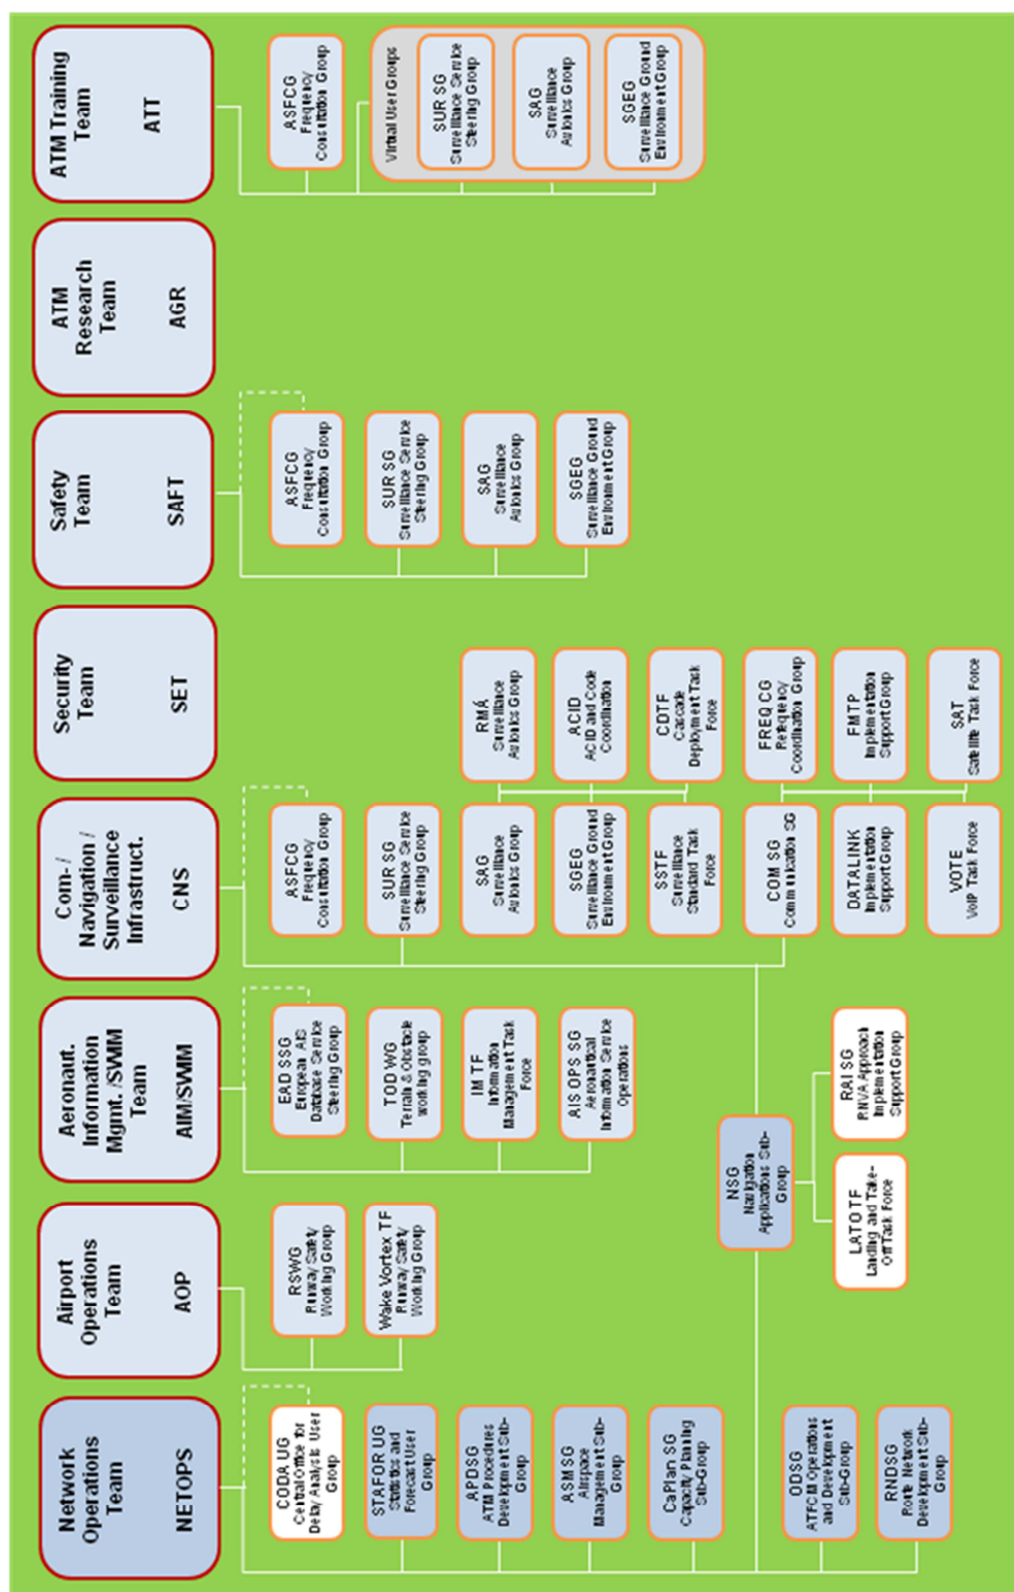 Network
Operations
Team
NETOPS
CODA UG
Central Office for
Delay/ Analysis User
Group
STAFOR UG
Statistics and
Forecast User
Group
APDSG
ATM Procedures
Development Sub-
Group
ASMSG
Airspace
Management Sub-
Group
CaPlan SG
Capacity/ Planning
Sub-Group
ODSG
ATFCM Operations
and Development
Sub-Group
RNDSG
Route Network
Development Sub-
Group
Airport
Operations
Team
AOP
RSWG
Runway/ Safety/
Working Group
Wake Vortex TF
Runway/ Safety/
Working Group
NSG
Navigation
Applications Sub-
Group
LATO TF
Landing and Take-
Off Task Force
RAI SG
RNVA Approach
Implementation
Support Group
Aeronaut.
Information
Mgmt. /SWIM
Team
AIM/SWIM
EAD SSG
European AIS
Database Service
Steering Group
TOD WG
Terrain & Obstacle
working group
IM TF
Information
Management Task
Force
AIS OPS SG
Aeronautical
Information Service
Operations
Com- /
Navigation /
Surveillance
Infrastruct.
CNS
ASFCG
Frequency/
Consultation Group
SUR SG
Surveillance Service
Steering Group
SAG
Surveillance
Avionics Group
SGEG
Surveillance Ground
Environment Group
SSTF
Surveillance
Standard Task
Force
COM SG
Communication SG
DATALINK
Implementation
Support Group
VOTE
VoIP Task Force
RMA
Surveillance
Avionics Group
ACID
ACID and Code
Coordination
CDTF
Cascade
Deployment Task
Force
FREQ CG
Coordination Group
FMTP
Implementation
Support Group
SAT
Satellite Task Force
Security
Team
SET
Safety
Team
SAFT
ASFCG
Frequency/
Consultation Group
SUR SG
Surveillance Service
Steering Group
SAG
Surveillance
Avionics Group
SGEG
Surveillance Ground
Environment Group
ATM
Research
Team
AGR
ATM Training
Team
ATT
ASFCG
Frequency/
Consultation Group
Virtual User Groups
SUR SG
Surveillance Service
Steering Group
SAG
Surveillance
Avionics Group
SGEG
Surveillance Ground
Environment Group